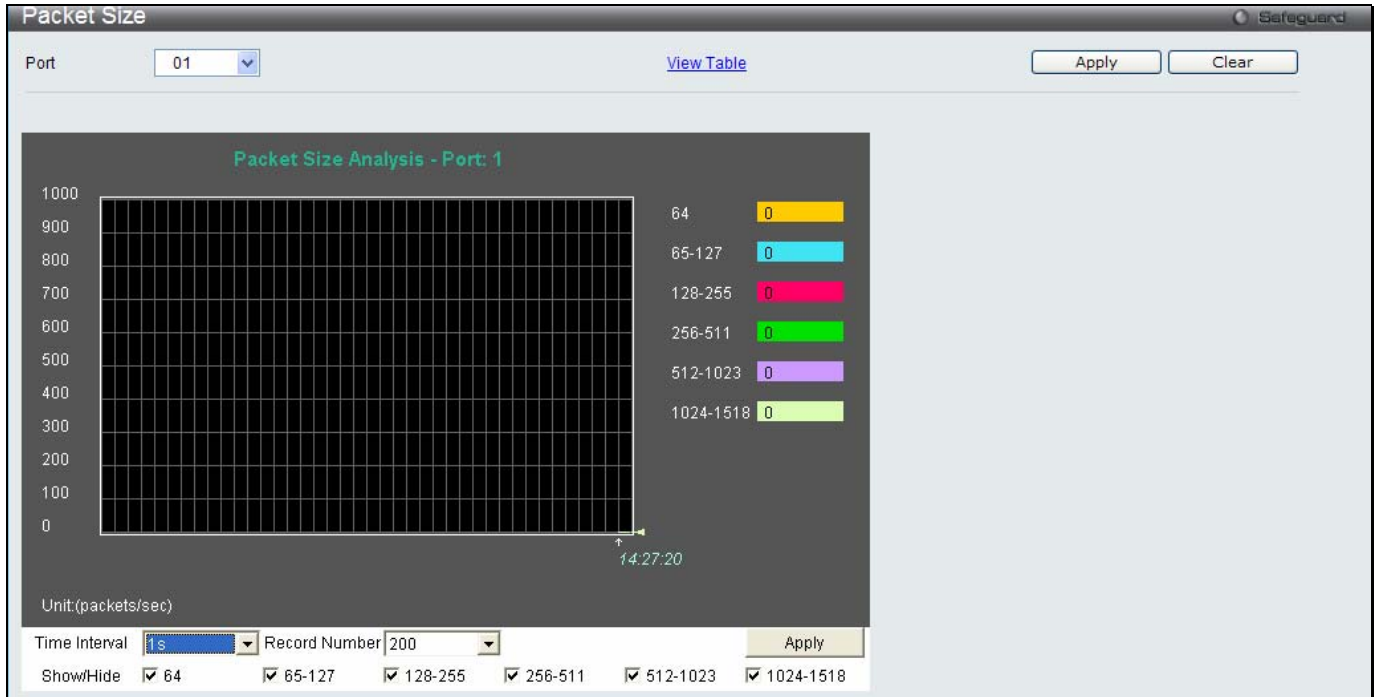 Packet Size
Safeguard
Port 01 View Table Apply Clear
Packet Size Analysis - Port: 1
1000
900
800
700
600
500
400
300
200
100
0
64 0
65-127 0
128-255 0
256-511 0
512-1023 0
1024-1518 0
14:27:20
Unit:(packets/sec)
Time Interval 1s Record Number 200 Apply
Show/Hide 64 65-127 128-255 256-511 512-1023 1024-1518